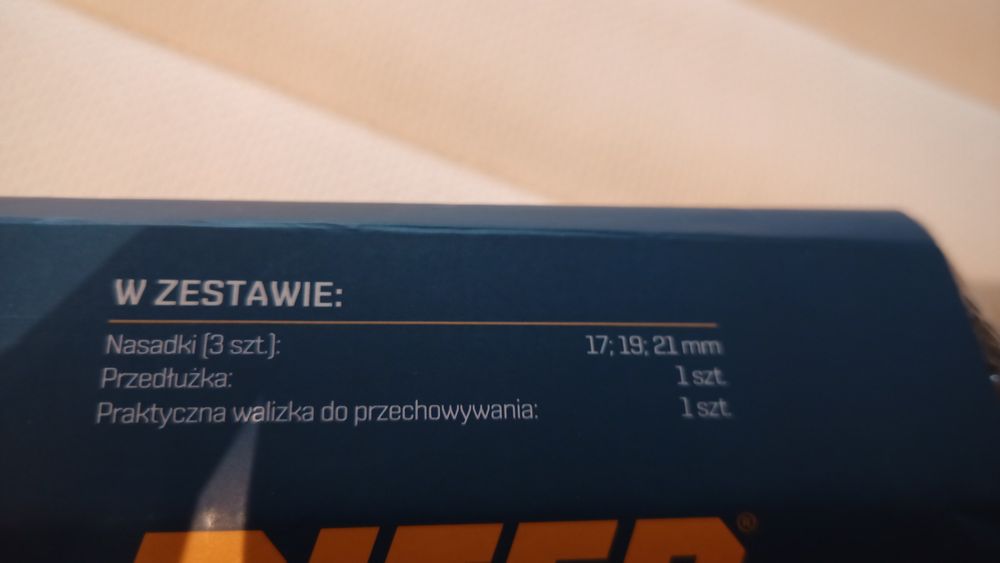 W ZESTAWIE:
Nasadki (3 szt.): 17; 19; 21 mm
Przedłużka: 1 szt.
Praktyczna walizka do przechowywania: 1 szt.
®